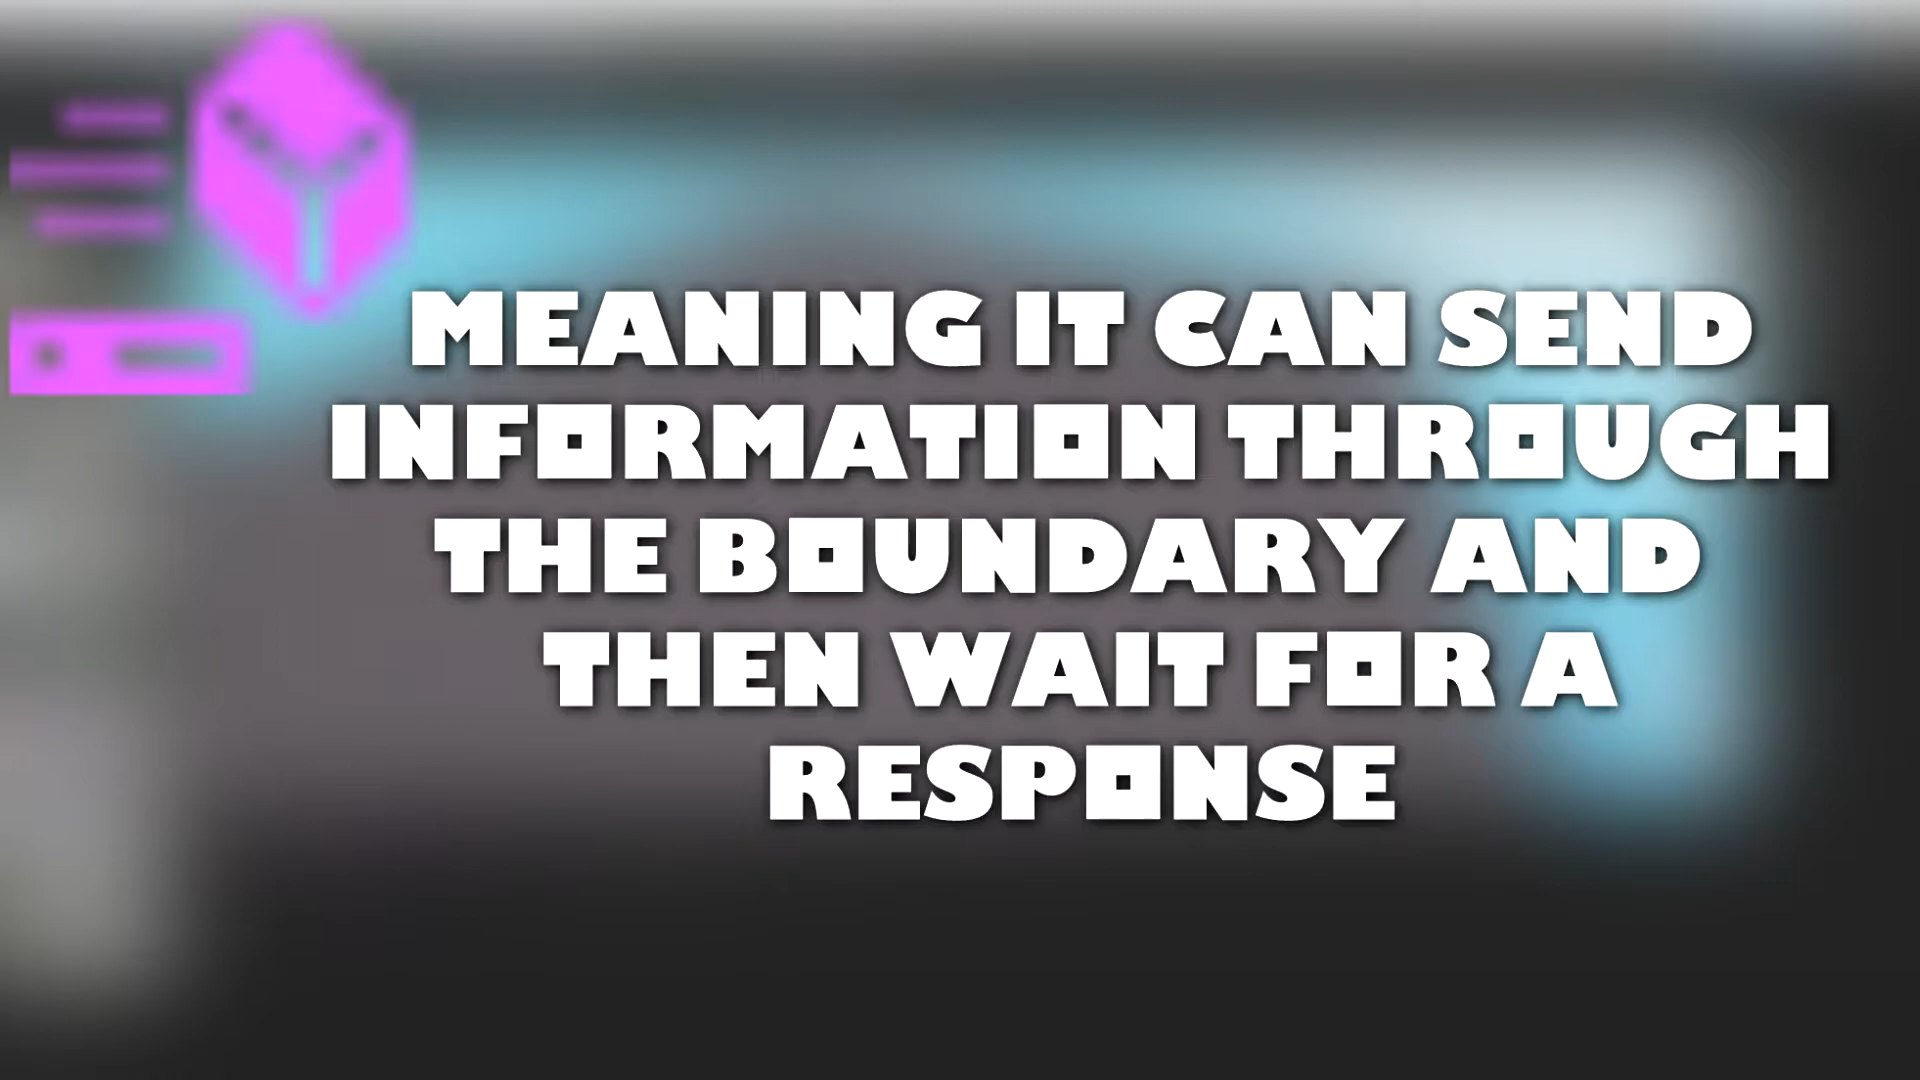 MEANING IT CAN SEND
INFORMATION THROUGH
THE BOUNDARY AND
THEN WAIT FOR A
RESPONSE